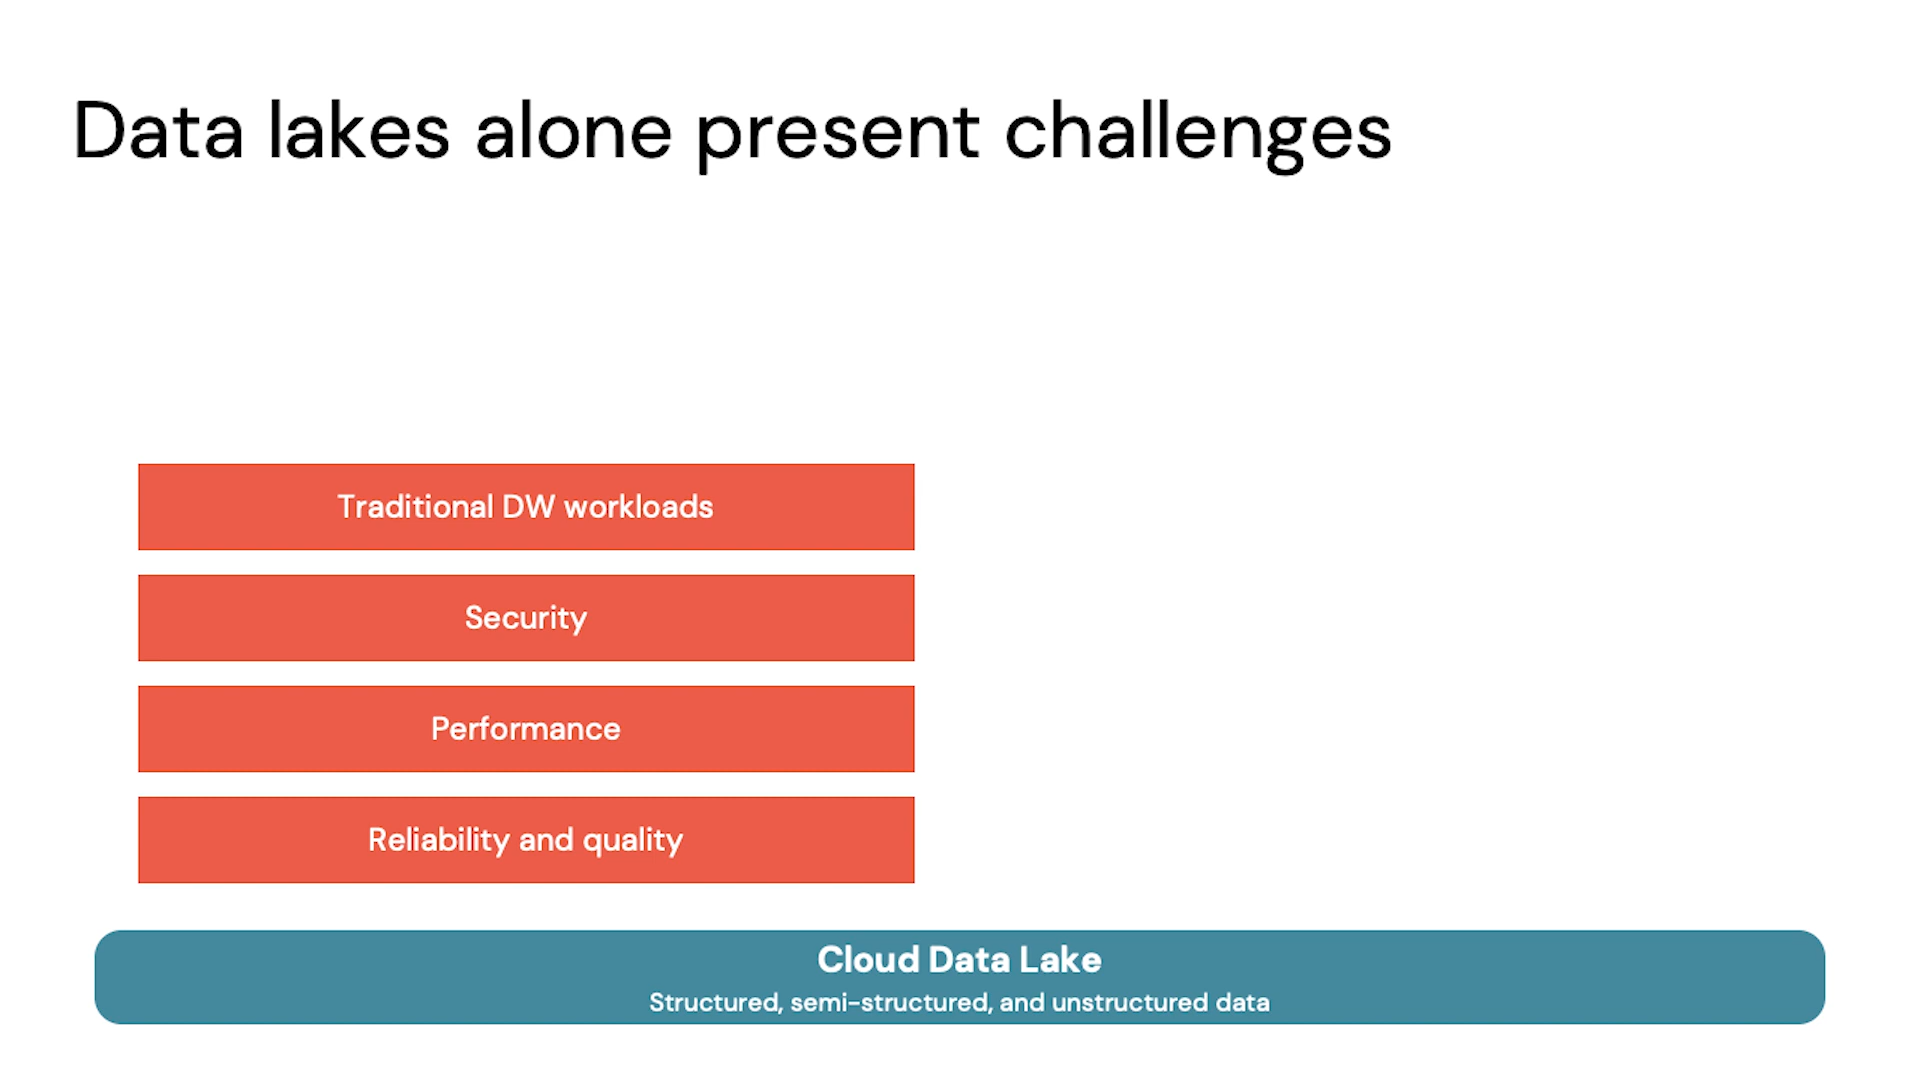 Data lakes alone present challenges
Traditional DW workloads
Security
Performance
Reliability and quality
Cloud Data Lake
Structured, semi-structured, and unstructured data